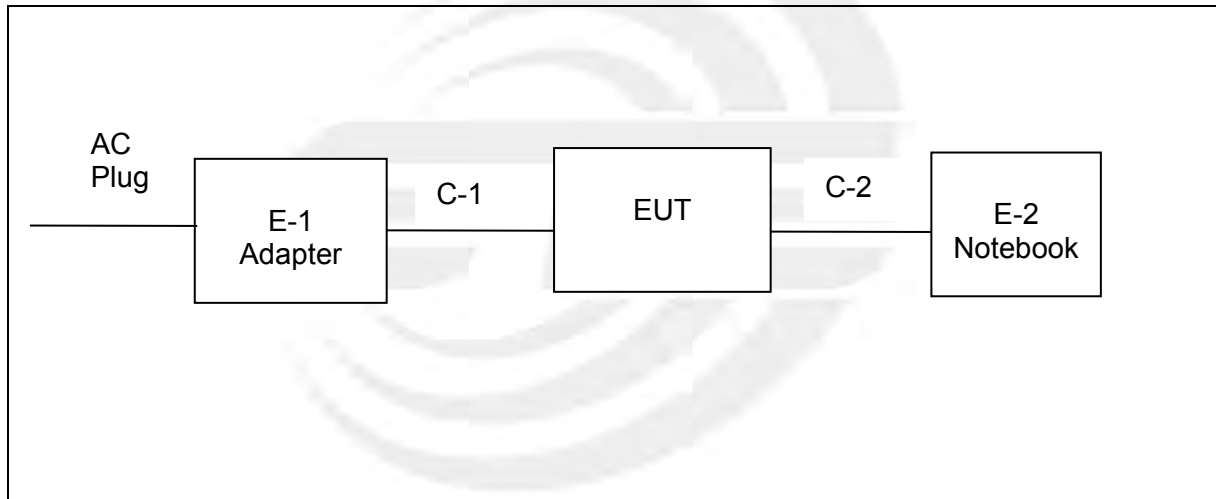 AC
Plug
E-1
Adapter
C-1
EUT
C-2
E-2
Notebook